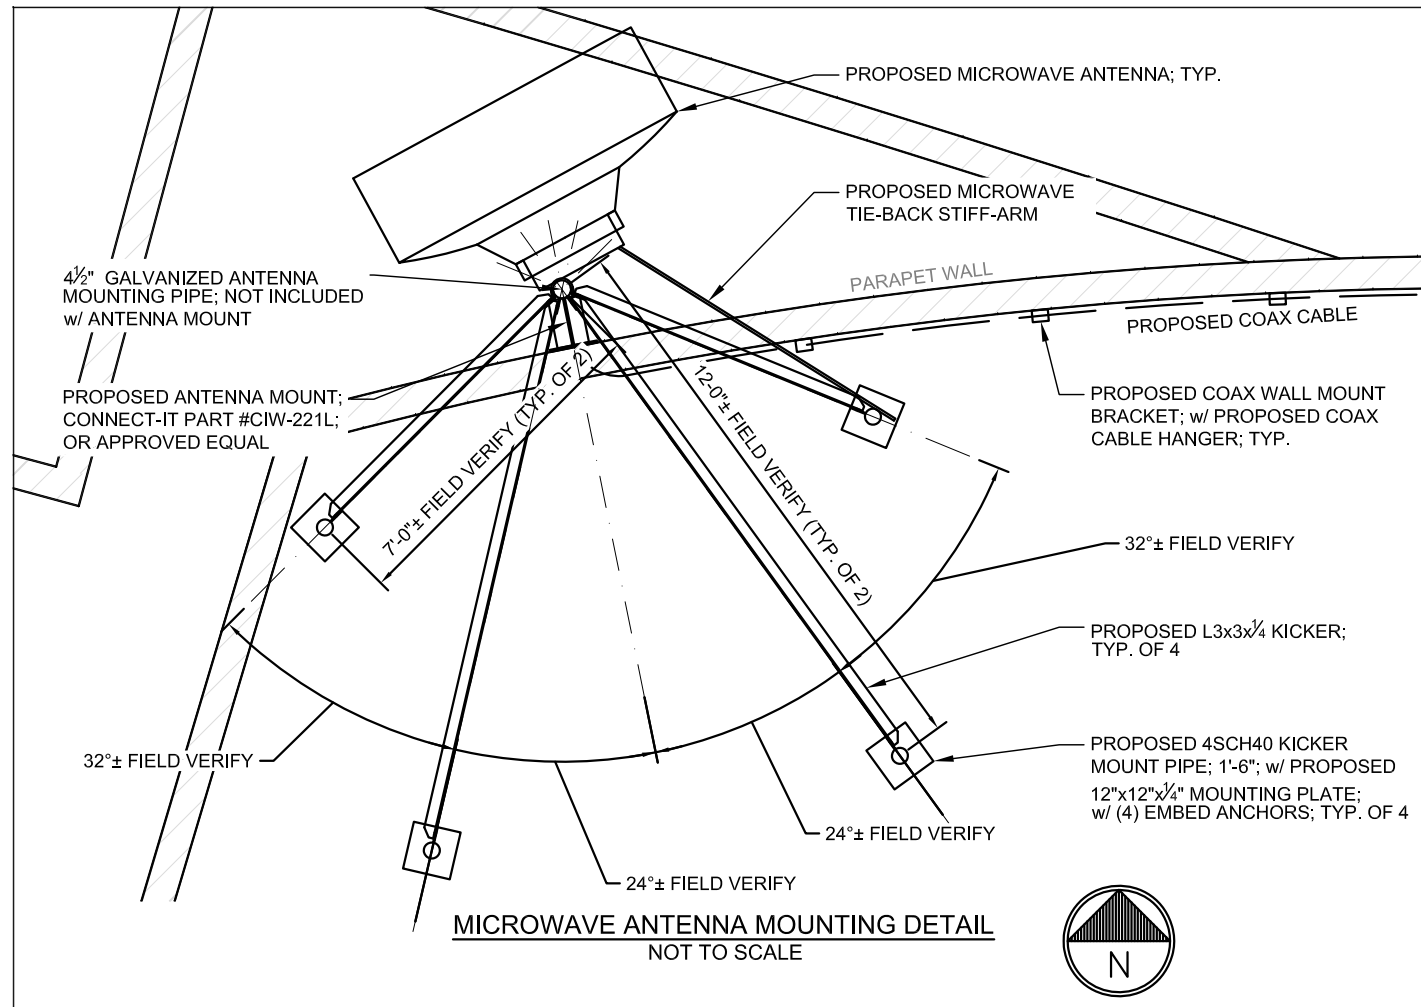 PROPOSED MICROWAVE ANTENNA; TYP.
PROPOSED MICROWAVE
TIE-BACK STIFF-ARM
4½" GALVANIZED ANTENNA
MOUNTING PIPE; NOT INCLUDED
w/ ANTENNA MOUNT
PARAPET WALL
PROPOSED COAX CABLE
PROPOSED ANTENNA MOUNT;
CONNECT-IT PART #CIW-221L;
OR APPROVED EQUAL
7'-0"± FIELD VERIFY (TYP. OF 2)
12-0"± FIELD VERIFY (TYP. OF 2)
PROPOSED COAX WALL MOUNT
BRACKET; w/ PROPOSED COAX
CABLE HANGER; TYP.
32°± FIELD VERIFY
PROPOSED L3x3x¼ KICKER;
TYP. OF 4
32°± FIELD VERIFY
PROPOSED 4SCH40 KICKER
MOUNT PIPE; 1'-6"; w/ PROPOSED
12"x12"x¼" MOUNTING PLATE;
w/ (4) EMBED ANCHORS; TYP. OF 4
24°± FIELD VERIFY
24°± FIELD VERIFY
MICROWAVE ANTENNA MOUNTING DETAIL
NOT TO SCALE
N